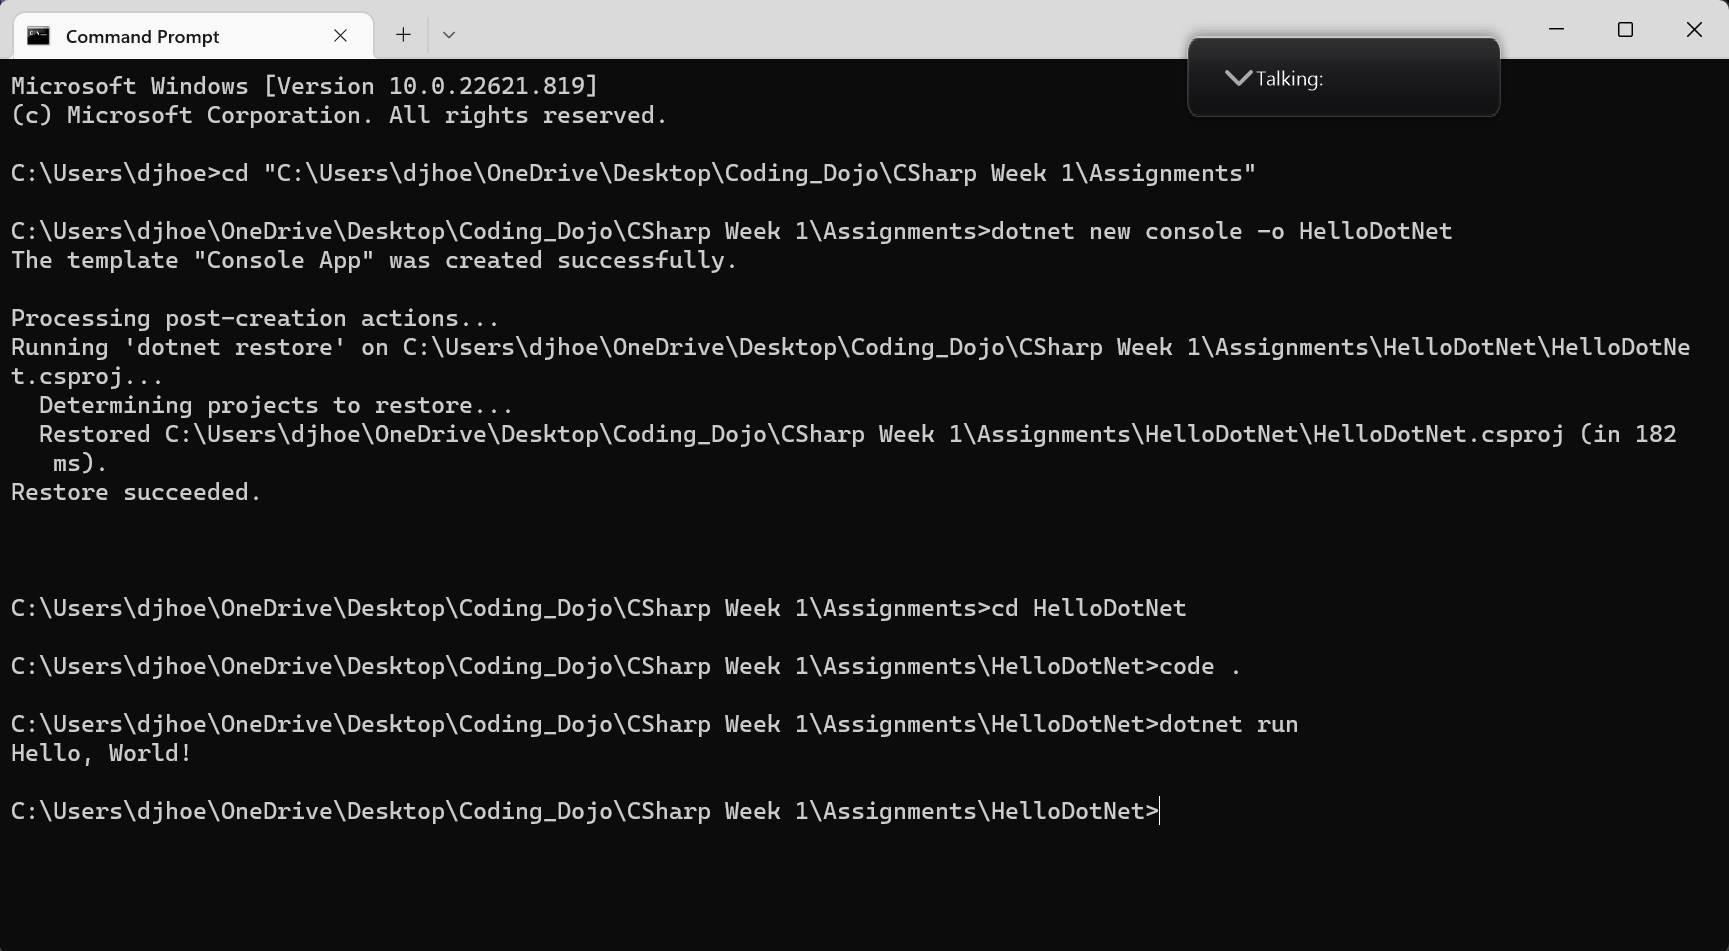 Command Prompt
Talking:
Microsoft Windows [Version 10.0.22621.819]
(c) Microsoft Corporation. All rights reserved.
C:\Users\djhoe>cd "C:\Users\djhoe\OneDrive\Desktop\Coding_Dojo\CSharp Week 1\Assignments"
C:\Users\djhoe\OneDrive\Desktop\Coding_Dojo\CSharp Week 1\Assignments>dotnet new console -o HelloDotNet
The template "Console App" was created successfully.
Processing post-creation actions...
Running 'dotnet restore' on C:\Users\djhoe\OneDrive\Desktop\Coding_Dojo\CSharp Week 1\Assignments\HelloDotNet\HelloDotNe
t.csproj...
Determining projects to restore...
Restored C:\Users\djhoe\OneDrive\Desktop\Coding_Dojo\CSharp Week 1\Assignments\HelloDotNet\HelloDotNet.csproj (in 182
ms).
Restore succeeded.
C:\Users\djhoe\OneDrive\Desktop\Coding_Dojo\CSharp Week 1\Assignments>cd HelloDotNet
C:\Users\djhoe\OneDrive\Desktop\Coding_Dojo\CSharp Week 1\Assignments\HelloDotNet>code .
C:\Users\djhoe\OneDrive\Desktop\Coding_Dojo\CSharp Week 1\Assignments\HelloDotNet>dotnet run
Hello, World!
C:\Users\djhoe\OneDrive\Desktop\Coding_Dojo\CSharp Week 1\Assignments\HelloDotNet>